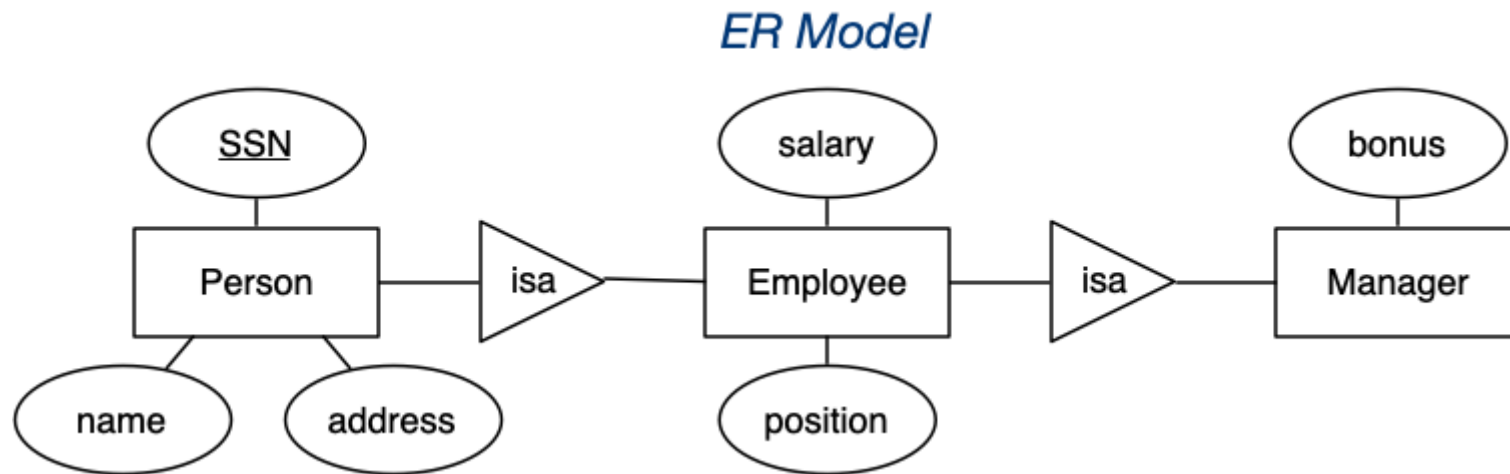 ER Model
SSN
salary
bonus
Person
isa
Employee
isa
Manager
name
address
position